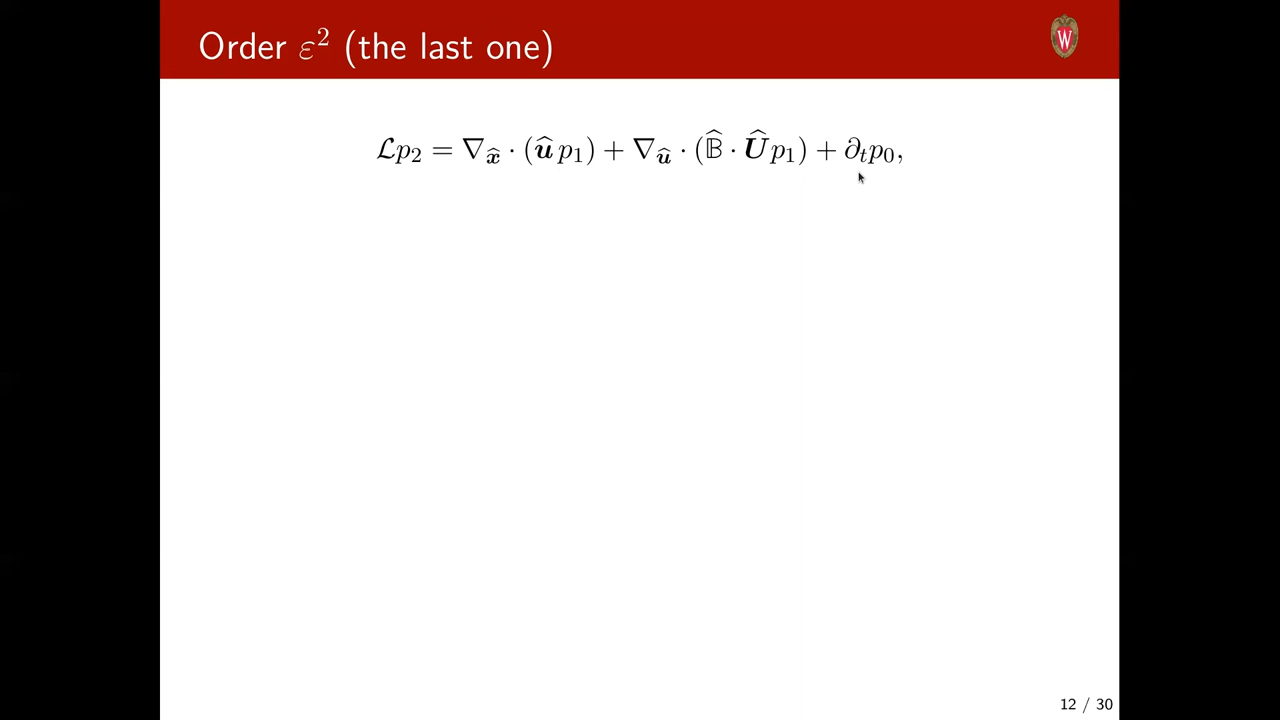 Order ε² (the last one)
W
ℒp₂ = ∇_x̂ · (û p₁) + ∇_û · (𝔹̂ · Û p₁) + ∂ₜp₀,
12 / 30